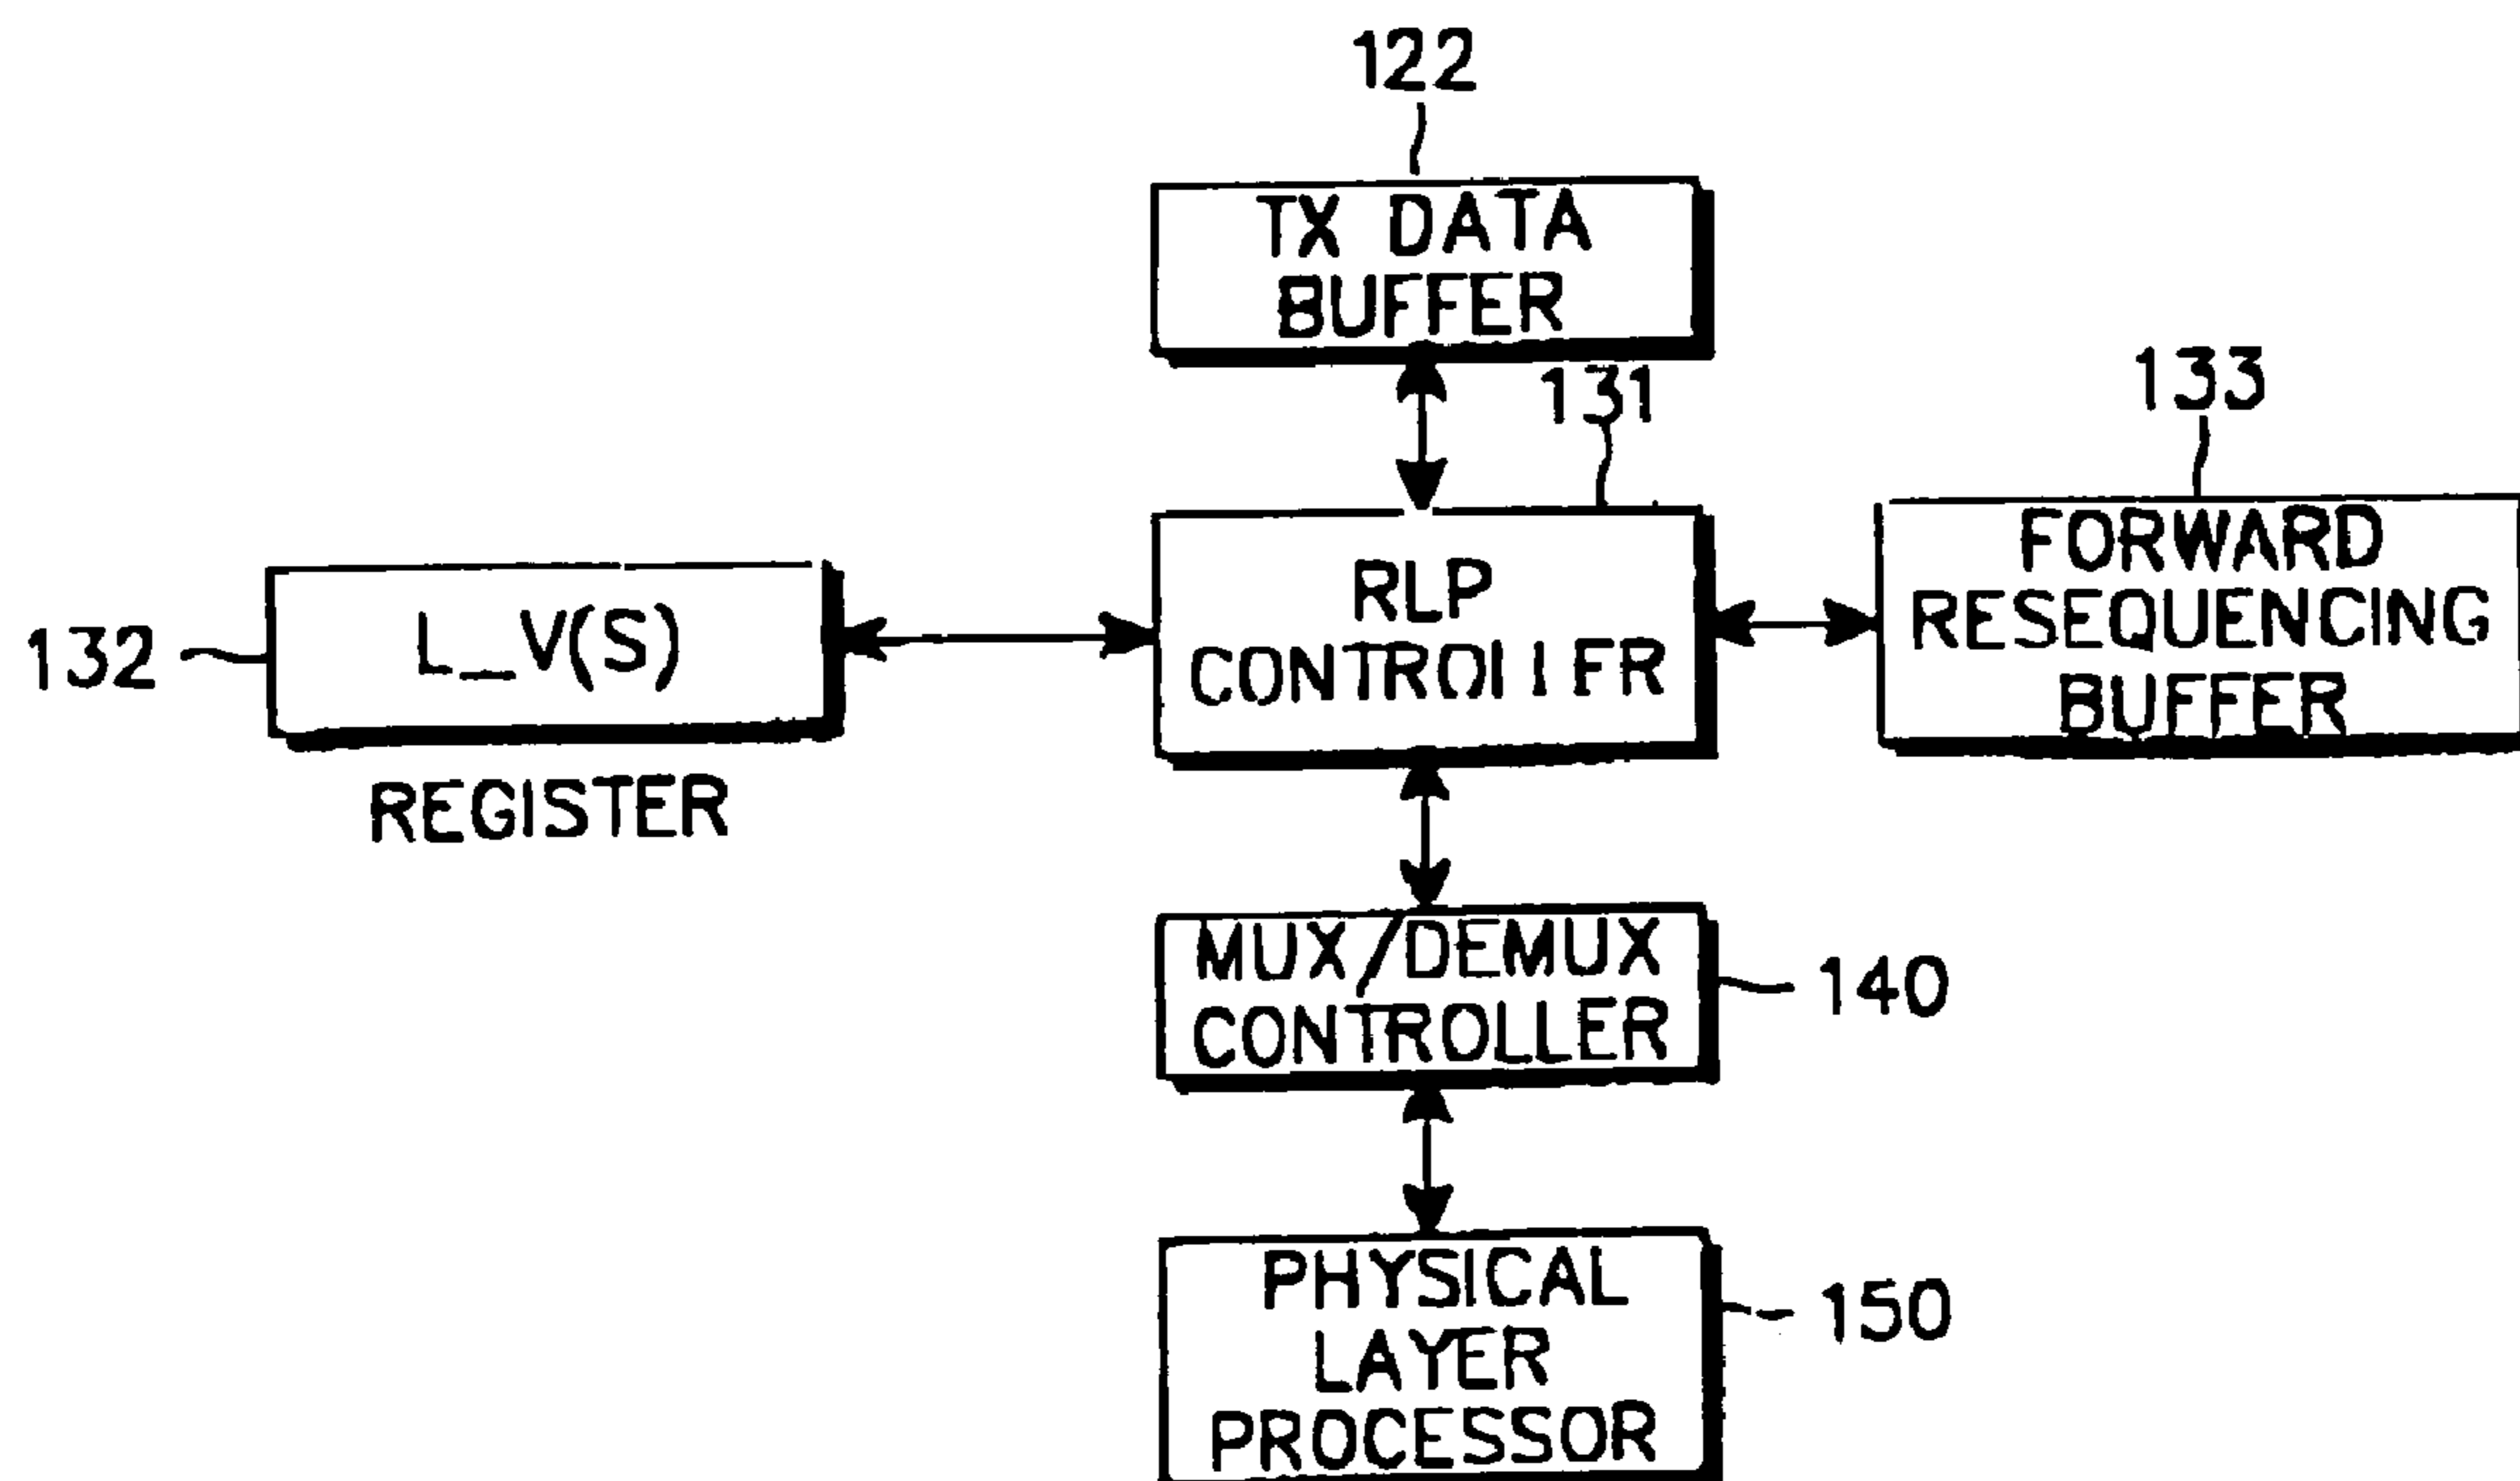 122
TX DATA
BUFFER
131
133
RLP
CONTROLLER
FORWARD
RESEQUENCING
BUFFER
132
L_V(S)
REGISTER
MUX/DEMUX
CONTROLLER
140
PHYSICAL
LAYER
PROCESSOR
150